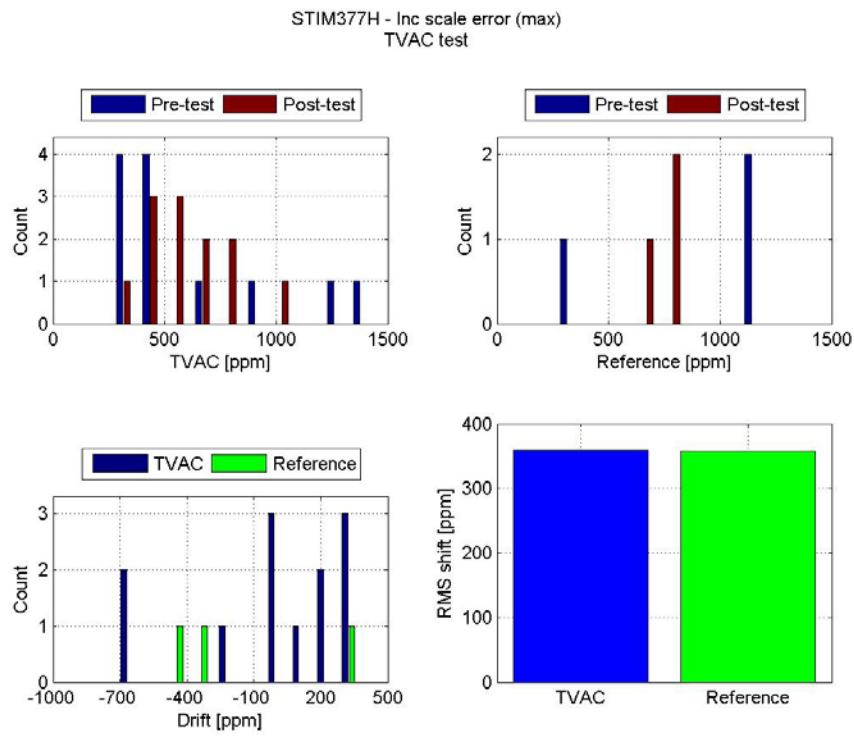 STIM377H - Inc scale error (max)
TVAC test
Pre-test Post-test
4
3
2
1
0
Count
0 500 1000 1500
TVAC [ppm]
Pre-test Post-test
2
1
0
Count
0 500 1000 1500
Reference [ppm]
TVAC Reference
3
2
1
0
Count
-1000 -700 -400 -100 200 500
Drift [ppm]
400
300
200
100
0
RMS shift [ppm]
TVAC Reference